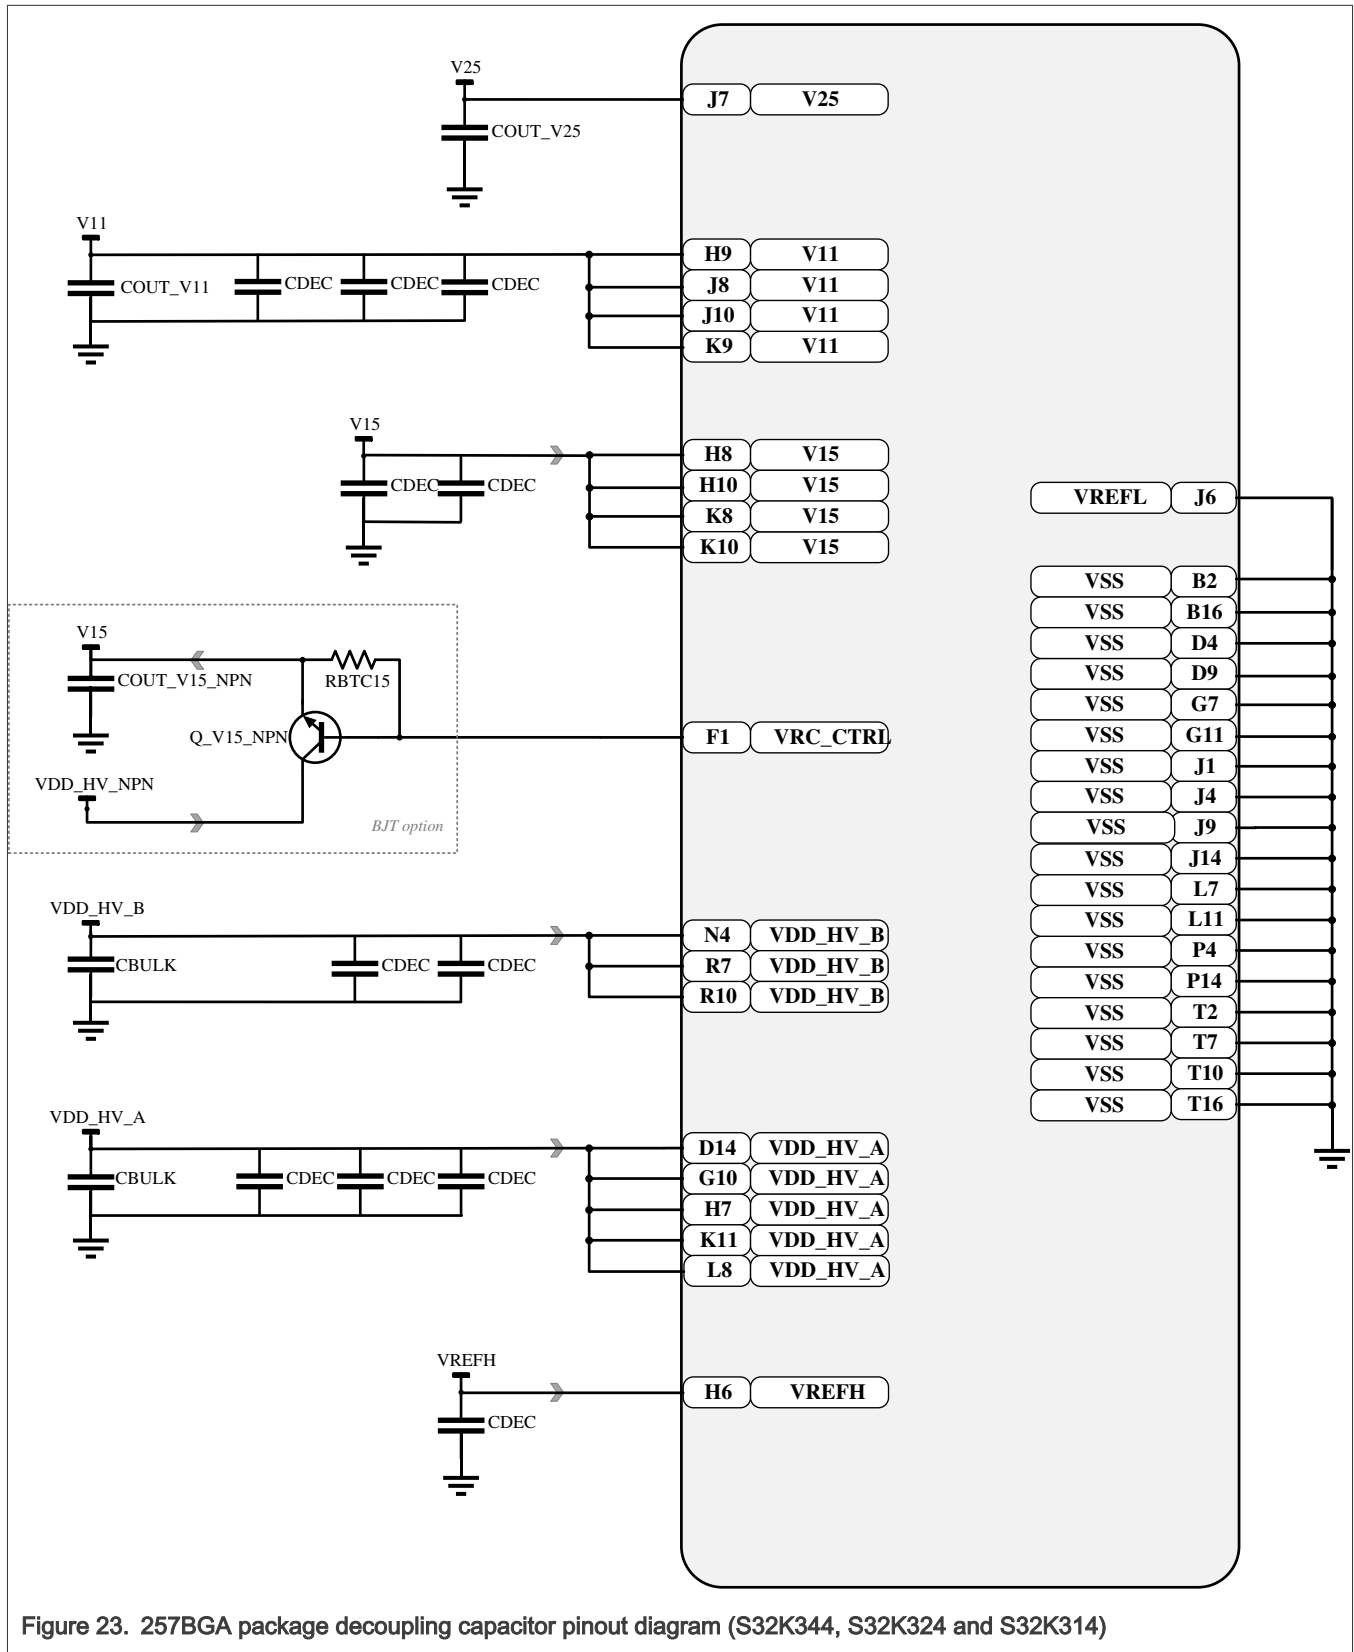 V25
J7 V25
COUT_V25
V11
H9 V11
COUT_V11 CDEC CDEC CDEC J8 V11
J10 V11
K9 V11
V15
H8 V15
CDEC CDEC H10 V15
VREFL J6
K8 V15
K10 V15
VSS B2
VSS B16
V15
VSS D4
COUT_V15_NPN RBTC15 VSS D9
VSS G7
Q_V15_NPN F1 VRC_CTRL VSS G11
VSS J1
VDD_HV_NPN
VSS J4
BJT option VSS J9
VSS J14
VSS L7
VDD_HV_B
VSS L11
N4 VDD_HV_B
VSS P4
CBULK CDEC CDEC R7 VDD_HV_B
VSS P14
R10 VDD_HV_B
VSS T2
VSS T7
VSS T10
VSS T16
VDD_HV_A
D14 VDD_HV_A
CBULK CDEC CDEC CDEC G10 VDD_HV_A
H7 VDD_HV_A
K11 VDD_HV_A
L8 VDD_HV_A
VREFH
H6 VREFH
CDEC
Figure 23. 257BGA package decoupling capacitor pinout diagram (S32K344, S32K324 and S32K314)